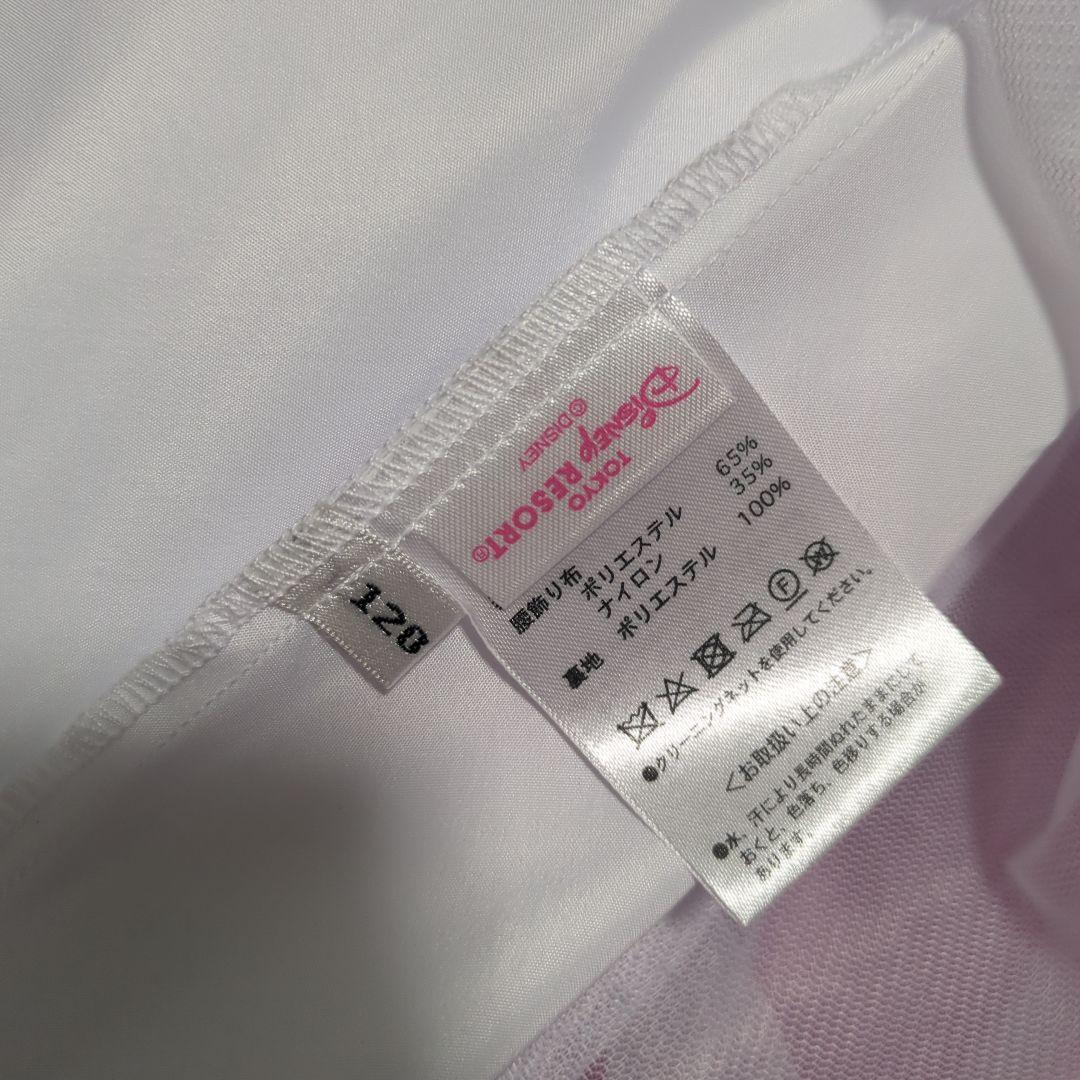 120
TOKYO
Disney RESORT®
©DISNEY
腰飾り布
ポリエステル 65%
ナイロン 35%
裏地 ポリエステル 100%
F W
●クリーニングネットを使用してください。
＜お取扱い上の注意＞
●水、汗により長時間ぬれたままにして
おくと、色落ち、色移りする場合が
あります。